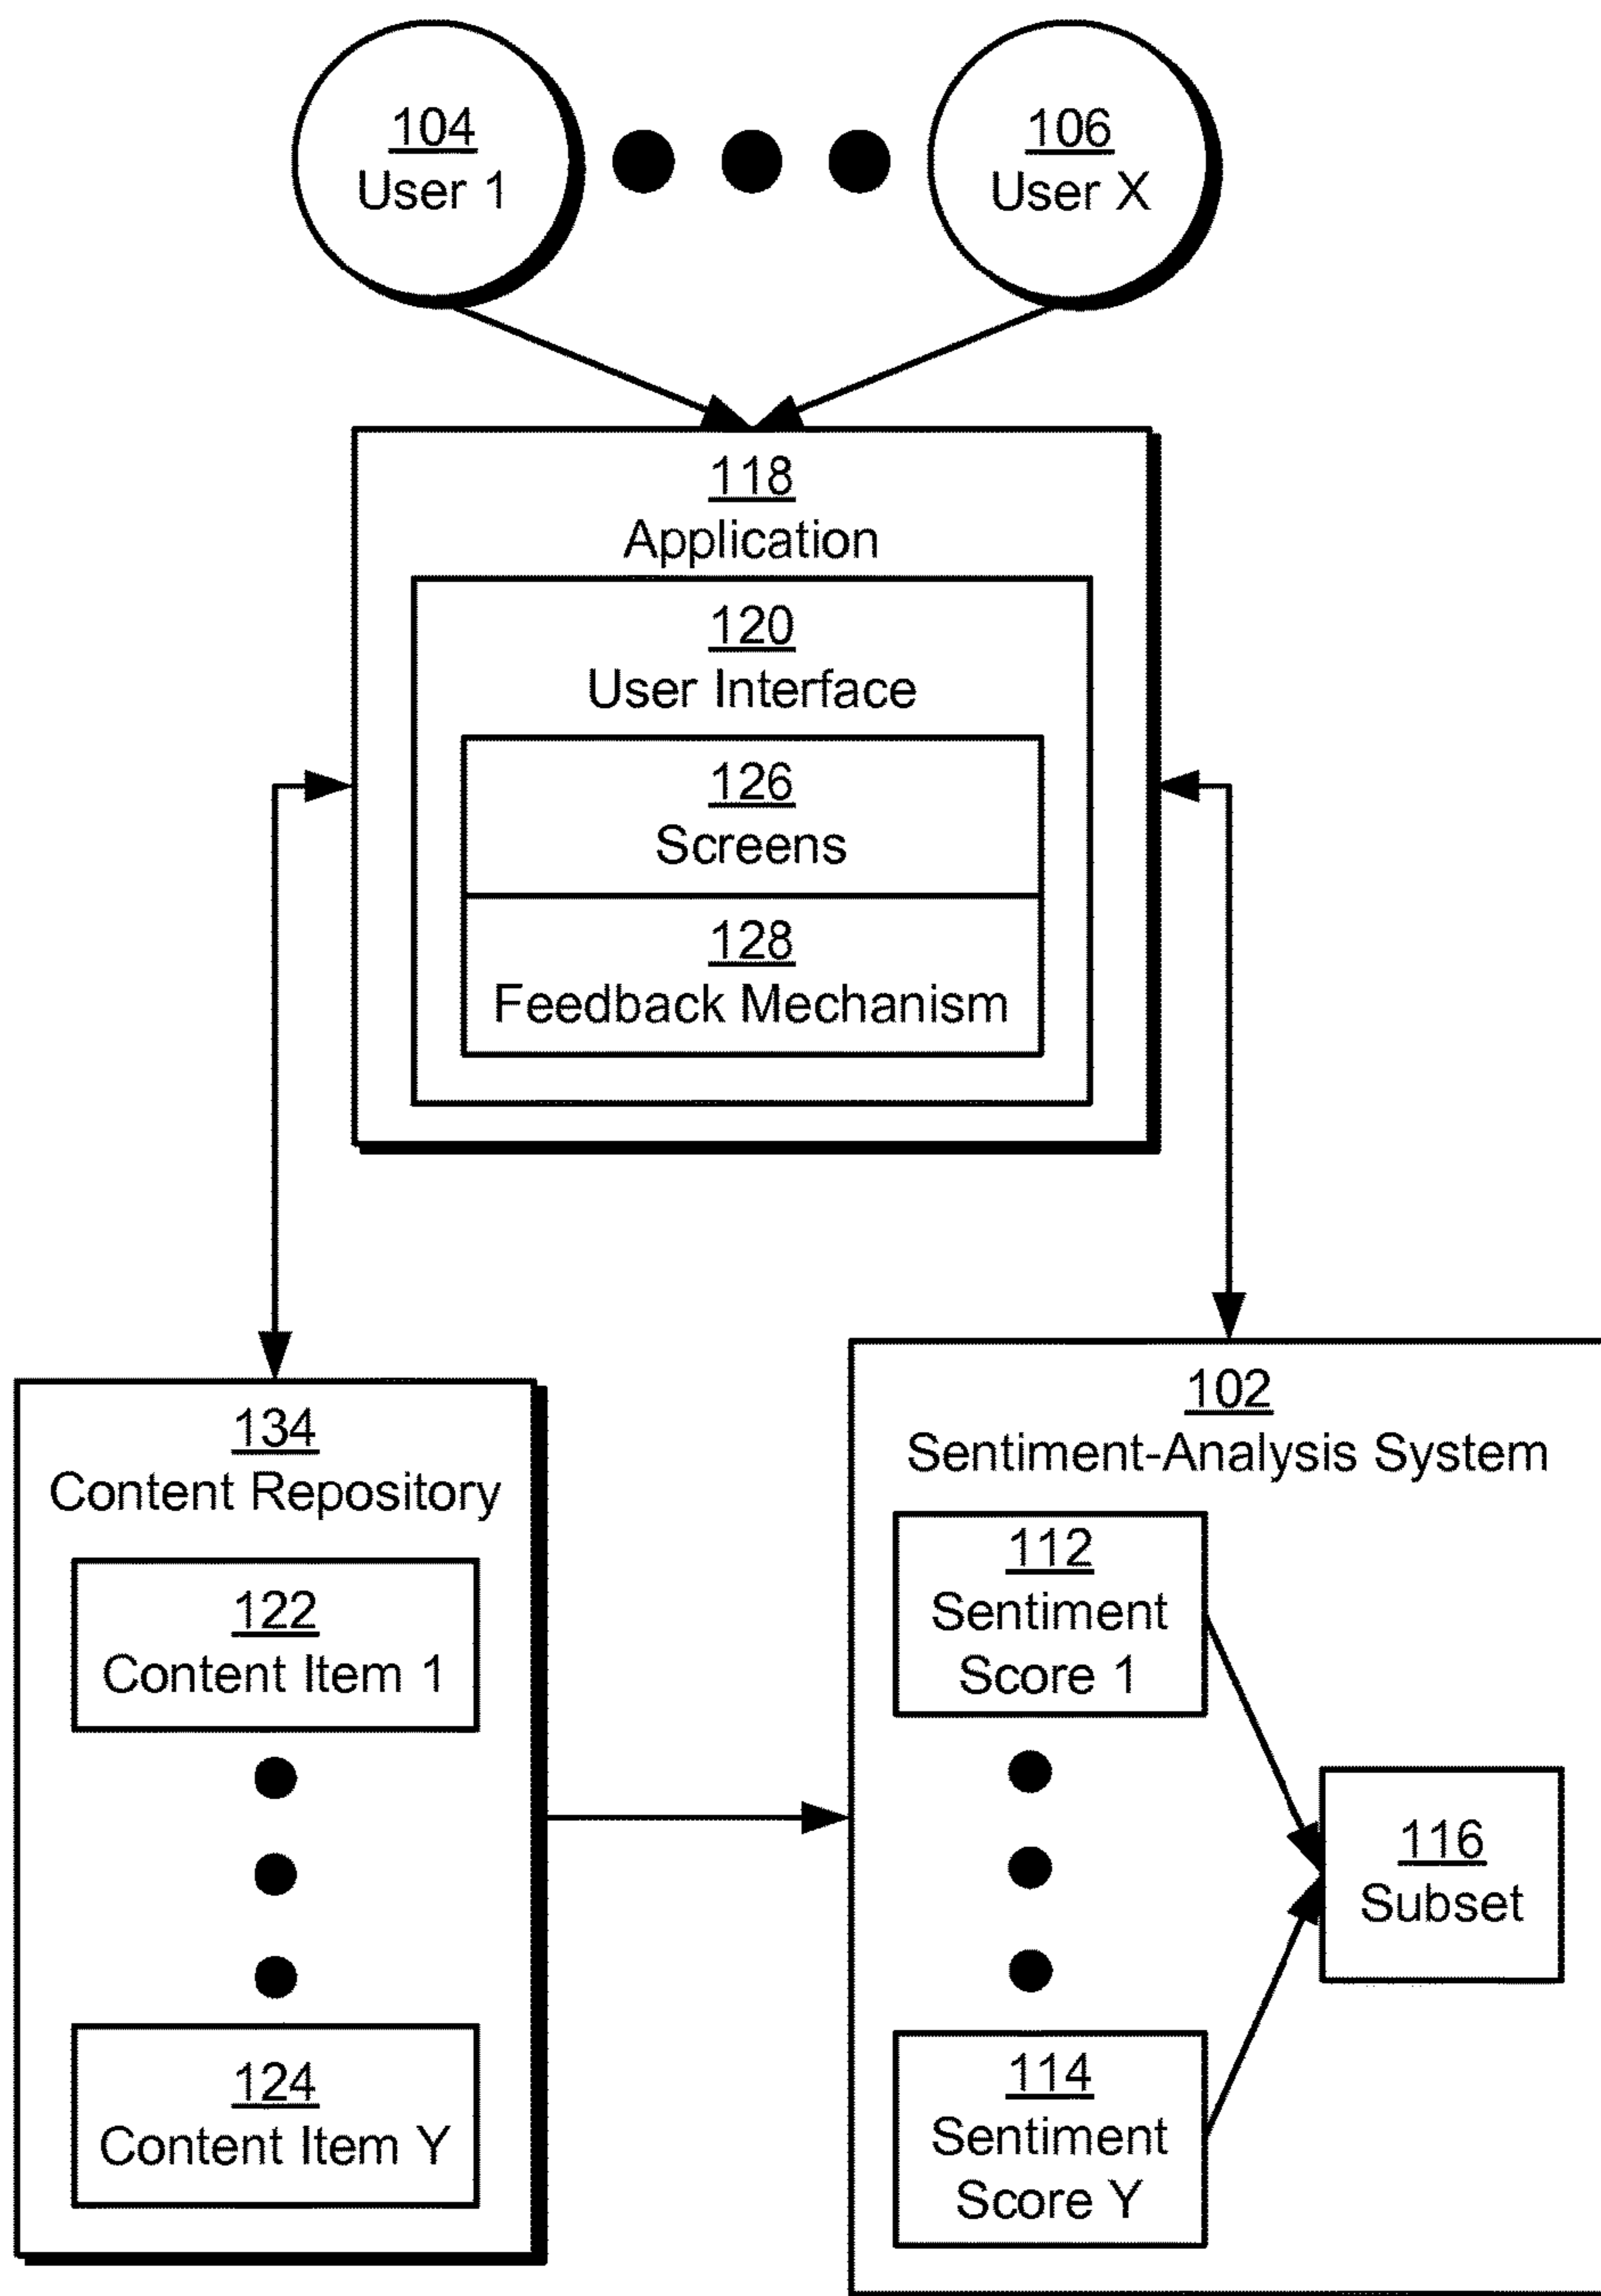 104
User 1
106
User X
118
Application
120
User Interface
126
Screens
128
Feedback Mechanism
134
Content Repository
122
Content Item 1
124
Content Item Y
102
Sentiment-Analysis System
112
Sentiment
Score 1
116
Subset
114
Sentiment
Score Y